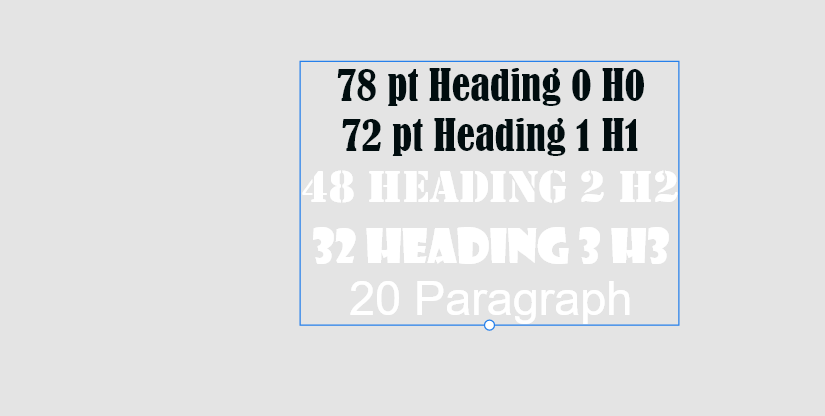 78 pt Heading 0 H0
72 pt Heading 1 H1
48 HEADING 2 H2
32 HEADING 3 H3
20 Paragraph